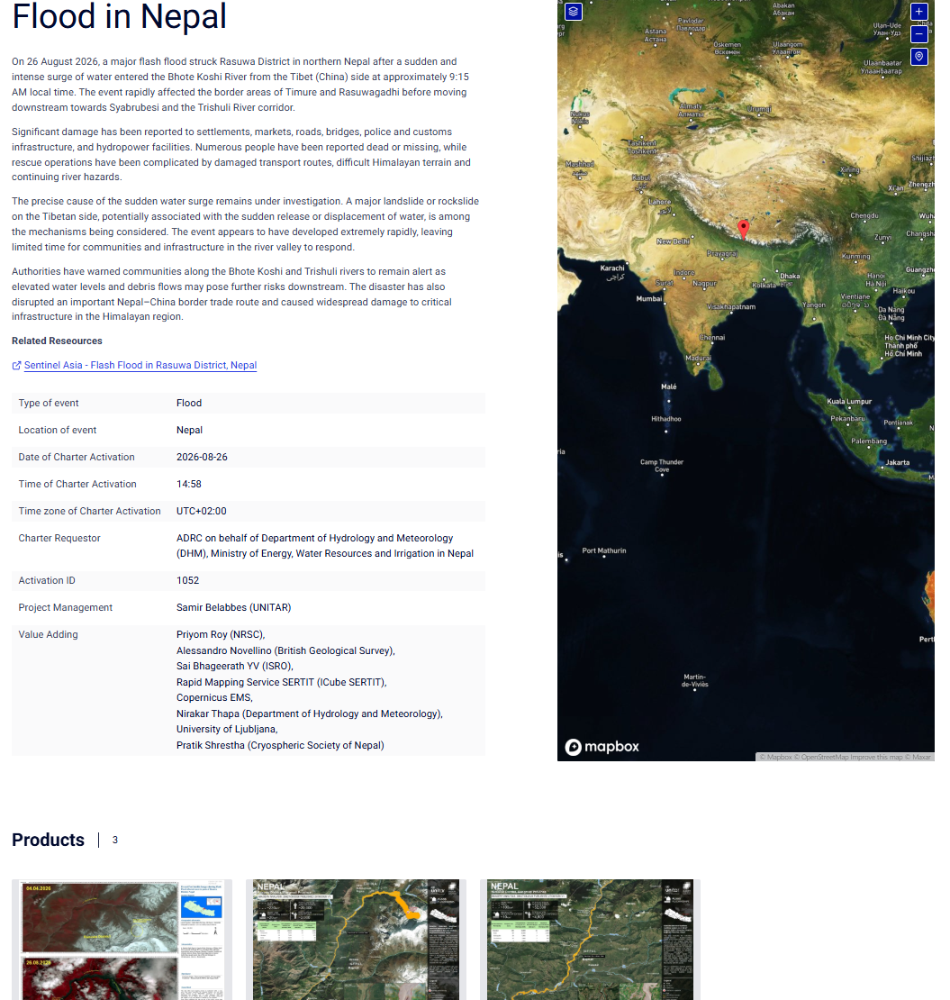 Flood in Nepal
On 26 August 2026, a major flash flood struck Rasuwa District in northern Nepal after a sudden and
intense surge of water entered the Bhote Koshi River from the Tibet (China) side at approximately 9:15
AM local time. The event rapidly affected the border areas of Timure and Rasuwagadhi before moving
downstream towards Syabrubesi and the Trishuli River corridor.
Significant damage has been reported to settlements, markets, roads, bridges, police and customs
infrastructure, and hydropower facilities. Numerous people have been reported dead or missing, while
rescue operations have been complicated by damaged transport routes, difficult Himalayan terrain and
continuing river hazards.
The precise cause of the sudden water surge remains under investigation. A major landslide or rockslide
on the Tibetan side, potentially associated with the sudden release or displacement of water, is among
the mechanisms being considered. The event appears to have developed extremely rapidly, leaving
limited time for communities and infrastructure in the river valley to respond.
Authorities have warned communities along the Bhote Koshi and Trishuli rivers to remain alert as
elevated water levels and debris flows may pose further risks downstream. The disaster has also
disrupted an important Nepal–China border trade route and caused widespread damage to critical
infrastructure in the Himalayan region.
Related Reseources
Sentinel Asia - Flash Flood in Rasuwa District, Nepal
Type of event Flood
Location of event Nepal
Date of Charter Activation 2026-08-26
Time of Charter Activation 14:58
Time zone of Charter Activation UTC+02:00
Charter Requestor ADRC on behalf of Department of Hydrology and Meteorology
(DHM), Ministry of Energy, Water Resources and Irrigation in Nepal
Activation ID 1052
Project Management Samir Belabbes (UNITAR)
Value Adding Priyom Roy (NRSC),
Alessandro Novellino (British Geological Survey),
Sai Bhageerath YV (ISRO),
Rapid Mapping Service SERTIT (ICube SERTIT),
Copernicus EMS,
Nirakar Thapa (Department of Hydrology and Meteorology),
University of Ljubljana,
Pratik Shrestha (Cryospheric Society of Nepal)
Abakan
Абакан
Pavlodar
Павлодар
Astana
Астана
Ulan-Ude
Улан-Удэ
Oskemen
Өскемен
Ulaangom
Улаангом
Ulaanbaatar
Улаанбаатар
Almaty
Алматы
Urumqi
Nukus
Nókis
Tashkent
Toshkent
Mashhad
Kabul
Xining
Shijiazh
Xi'an
Zhengzh
Lahore
Chengdu
Wuha
Changsha
New Delhi
Zunyi
Prayagraj
Kunming
Karachi
كراچى
Indore
Dhaka
Guangzho
Surat
Nagpur
Kolkata
Hanoi
Hà Nội
Haikou
Mumbai
Visakhapatnam
Yangon
Vientiane
Da Nang
Đà Nẵng
Chennai
Ho Chi Minh City
Thành phố
Hồ Chí Minh
Madurai
Malé
Kuala Lumpur
Hithadhoo
Pekanbaru
Pontianak
Palembang
Camp Thunder
Cove
Jakarta
Port Mathurin
Perth
Martin-
de-Viviès
mapbox
© Mapbox © OpenStreetMap Improve this map © Maxar
Products 3
04.04.2020
26.08.2026
NEPAL
NEPAL